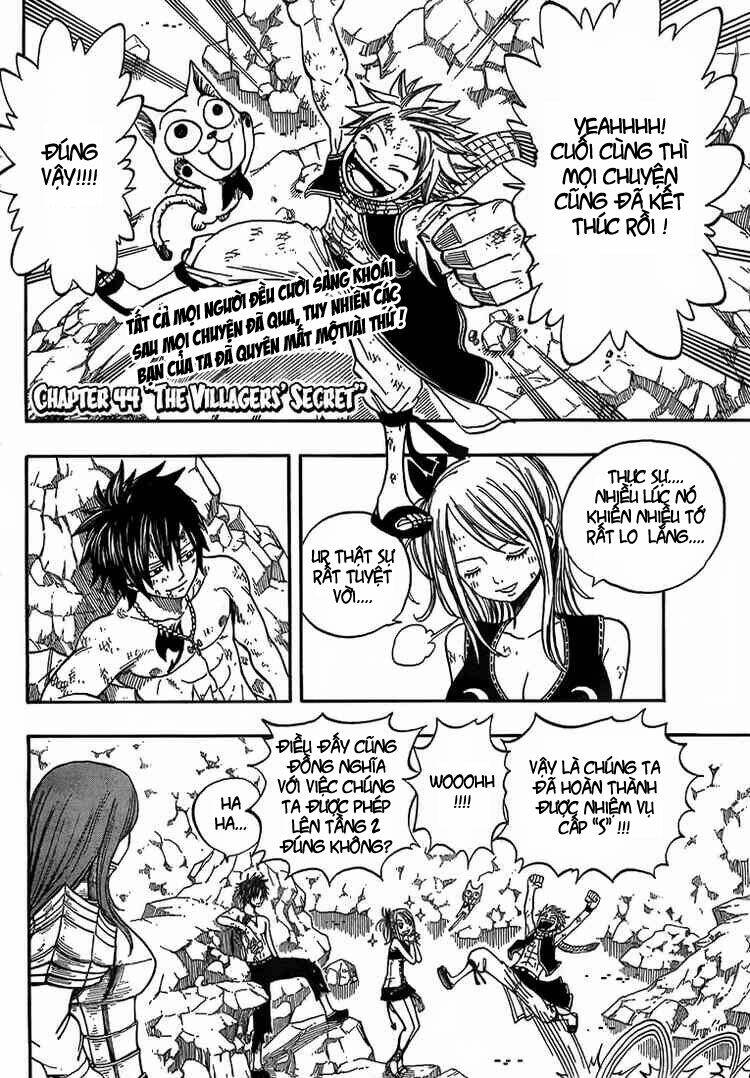 YEAHHHH!
CUỐI CÙNG THÌ
MỌI CHUYỆN
CŨNG ĐÃ KẾT
THÚC RỒI !
ĐÚNG
VẬY!!!!
TẤT CẢ MỌI NGƯỜI ĐỀU CƯỜI SẢNG KHOÁI
SAU MỌI CHUYỆN ĐÃ QUA, TUY NHIÊN CÁC
BẠN CỦA TA ĐÃ QUYÊN MẤT MỘTVÀI THỨ !
CHAPTER 44 "THE VILLAGERS' SECRET"
THỰC SỰ....
NHIỀU LÚC NÓ
KHIẾN NHIỀU TỚ
RẤT LO LẮNG....
UR THẬT SỰ
RẤT TUYỆT
VỜI....
VẬY LÀ CHÚNG TA
ĐÃ HOÀN THÀNH
ĐƯỢC NHIỆM VỤ
CẤP "S" !!!
WOOOHH
!!!!
ĐIỀU ĐẤY CŨNG
ĐỒNG NGHĨA
VỚI VIỆC CHÚNG
TA ĐƯỢC PHÉP
LÊN TẦNG 2
ĐÚNG KHÔNG?
HA
HA...